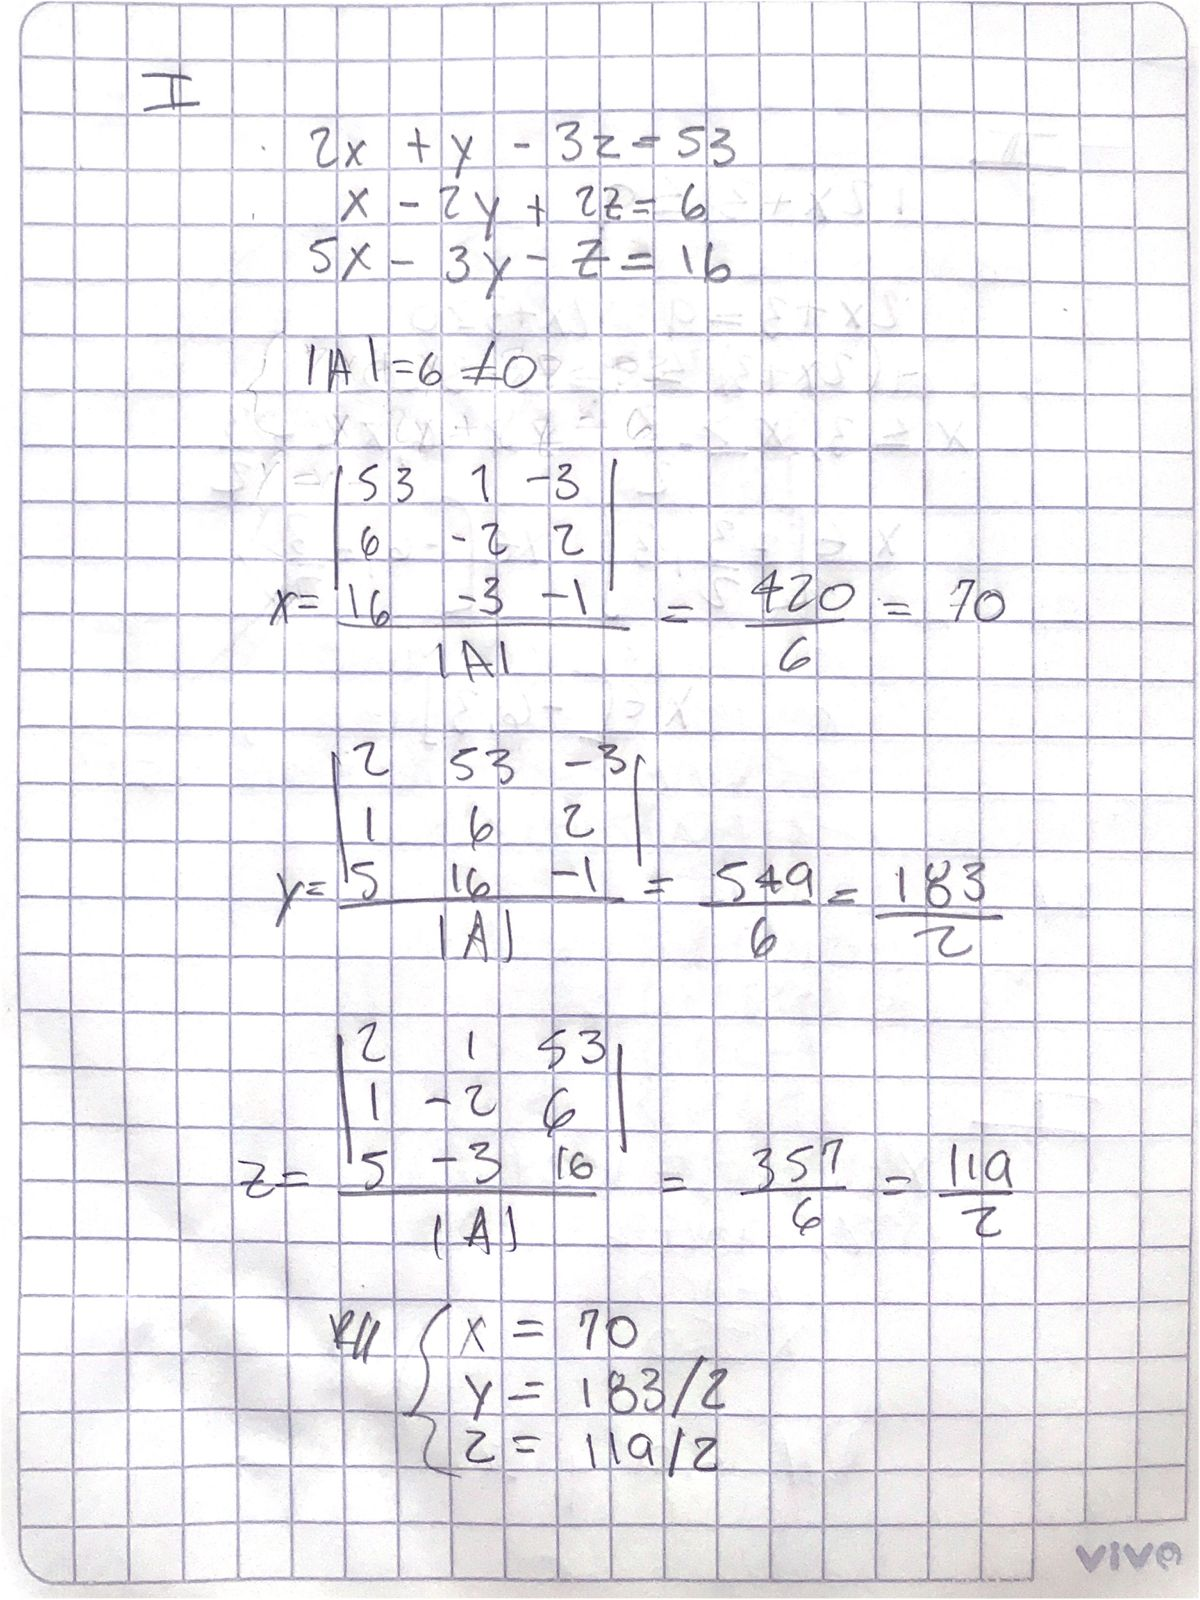 I
2x + y - 3z = 53
x - 2y + 2z = 6
5x - 3y - z = 16
|A| = 6 ≠ 0
53 1 -3
6 -2 2
x = 16 -3 -1 = 420/6 = 70
|A|
2 53 -3
1 6 2
y = 5 16 -1 = 549/6 = 183/2
|A|
2 1 53
1 -2 6
z = 5 -3 16 = 357/6 = 119/2
|A|
R// { x = 70
y = 183/2
z = 119/2
viva